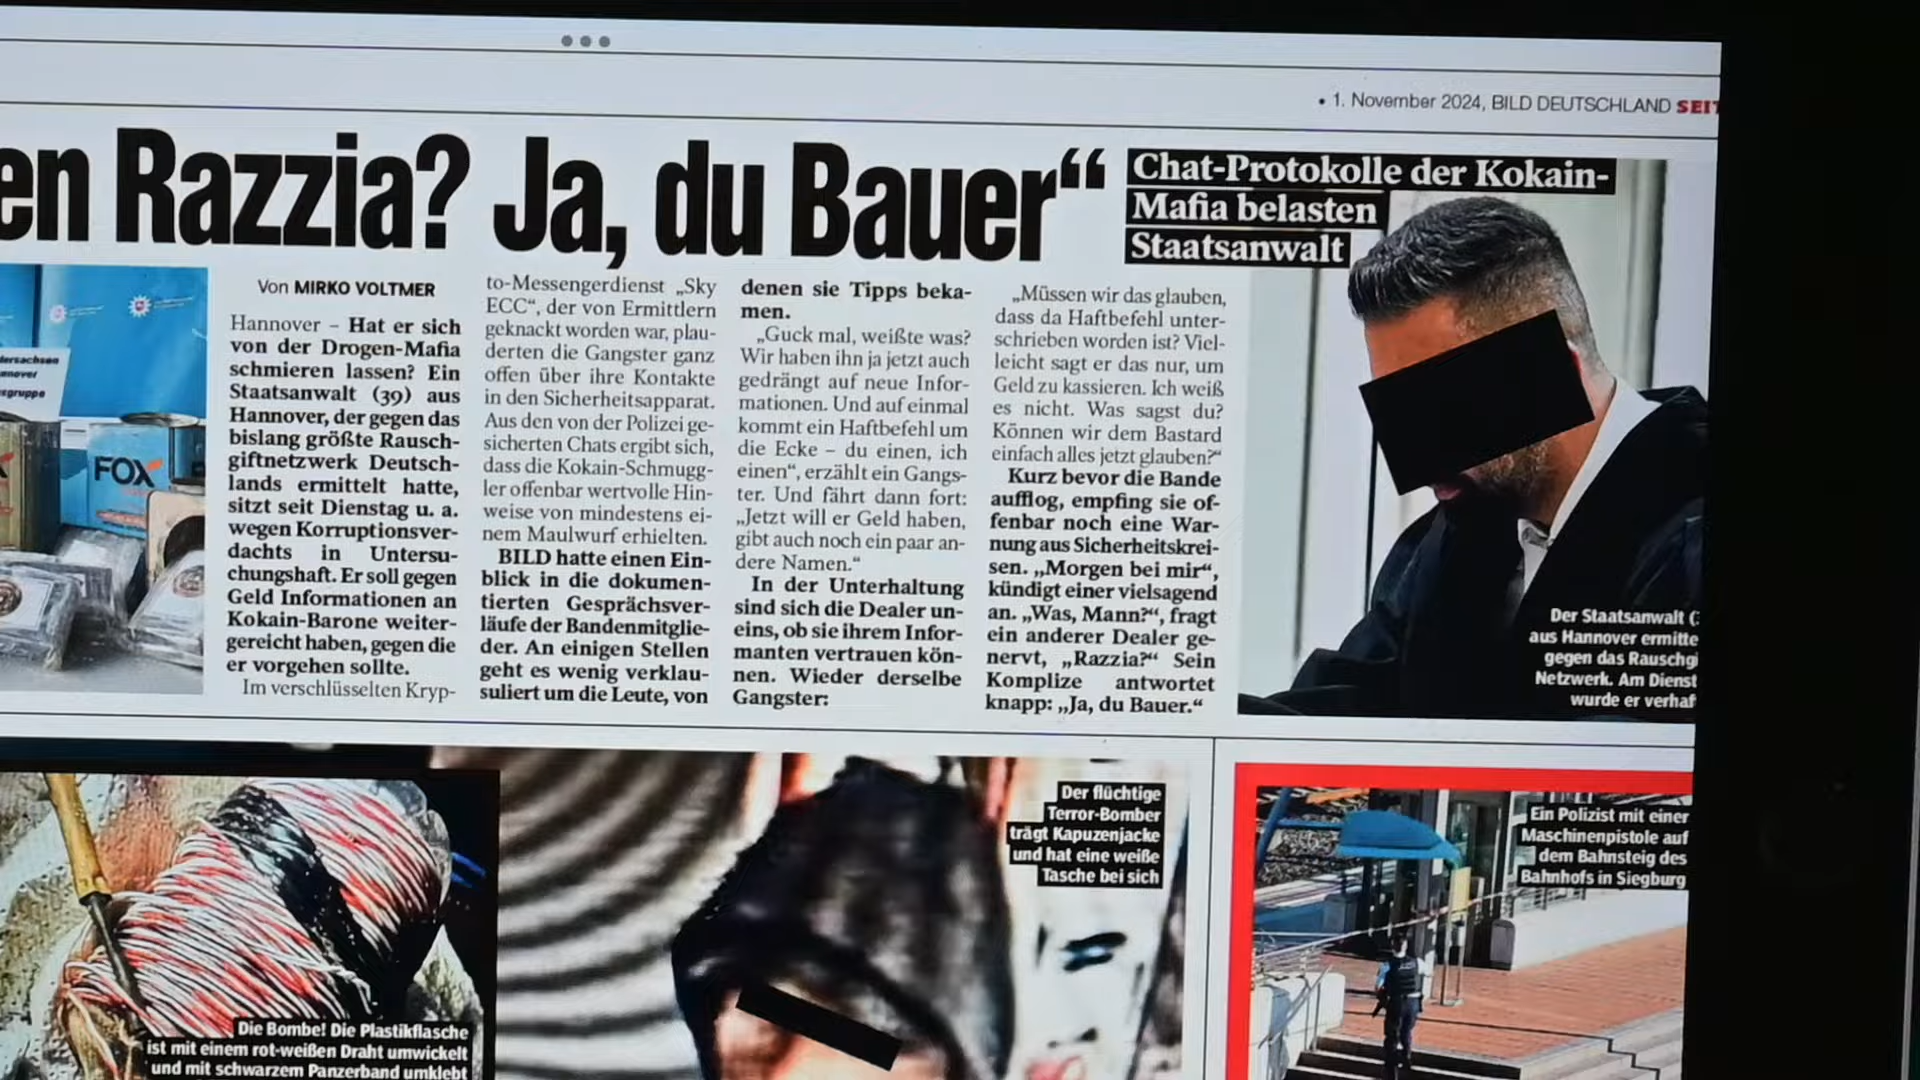 • 1. November 2024, BILD DEUTSCHLAND SEIT
en Razzia? Ja, du Bauer“
Chat-Protokolle der Kokain-
Mafia belasten
Staatsanwalt
FOX
Von MIRKO VOLTMER
Hannover – Hat er sich
von der Drogen-Mafia
schmieren lassen? Ein
Staatsanwalt (39) aus
Hannover, der gegen das
bislang größte Rausch-
giftnetzwerk Deutsch-
lands ermittelt hatte,
sitzt seit Dienstag u. a.
wegen Korruptionsver-
dachts in Untersu-
chungshaft. Er soll gegen
Geld Informationen an
Kokain-Barone weiter-
gereicht haben, gegen die
er vorgehen sollte.
Im verschlüsselten Kryp-
to-Messengerdienst „Sky
ECC“, der von Ermittlern
geknackt worden war, plau-
derten die Gangster ganz
offen über ihre Kontakte
in den Sicherheitsapparat.
Aus den von der Polizei ge-
sicherten Chats ergibt sich,
dass die Kokain-Schmugg-
ler offenbar wertvolle Hin-
weise von mindestens ei-
nem Maulwurf erhielten.
BILD hatte einen Ein-
blick in die dokumen-
tierten Gesprächsver-
läufe der Bandenmitglie-
der. An einigen Stellen
geht es wenig verklau-
suliert um die Leute, von
denen sie Tipps beka-
men.
„Guck mal, weißte was?
Wir haben ihn ja jetzt auch
gedrängt auf neue Infor-
mationen. Und auf einmal
kommt ein Haftbefehl um
die Ecke – du einen, ich
einen“, erzählt ein Gangs-
ter. Und fährt dann fort:
„Jetzt will er Geld haben,
gibt auch noch ein paar an-
dere Namen.“
In der Unterhaltung
sind sich die Dealer un-
eins, ob sie ihrem Infor-
manten vertrauen kön-
nen. Wieder derselbe
Gangster:
„Müssen wir das glauben,
dass da Haftbefehl unter-
schrieben worden ist? Viel-
leicht sagt er das nur, um
Geld zu kassieren. Ich weiß
es nicht. Was sagst du?
Können wir dem Bastard
einfach alles jetzt glauben?“
Kurz bevor die Bande
aufflog, empfing sie of-
fenbar noch eine War-
nung aus Sicherheitskrei-
sen. „Morgen bei mir“,
kündigt einer vielsagend
an. „Was, Mann?“, fragt
ein anderer Dealer ge-
nervt, „Razzia?“ Sein
Komplize antwortet
knapp: „Ja, du Bauer.“
Der Staatsanwalt (
aus Hannover ermitte
gegen das Rauschgi
Netzwerk. Am Dienst
wurde er verhaf
Die Bombe! Die Plastikflasche
ist mit einem rot-weißen Draht umwickelt
und mit schwarzem Panzerband umklebt
Der flüchtige
Terror-Bomber
trägt Kapuzenjacke
und hat eine weiße
Tasche bei sich
Ein Polizist mit einer
Maschinenpistole auf
dem Bahnsteig des
Bahnhofs in Siegburg